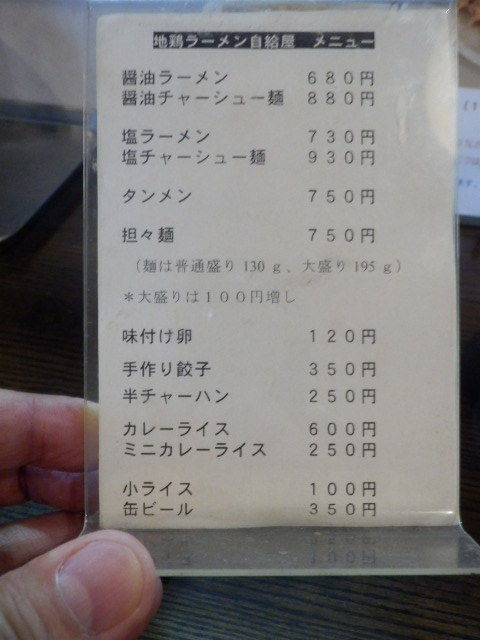 地鶏ラーメン自給屋　メニュー
醤油ラーメン　６８０円
醤油チャーシュー麺　８８０円
塩ラーメン　７３０円
塩チャーシュー麺　９３０円
タンメン　７５０円
担々麺　７５０円
（麺は普通盛り 130ｇ、大盛り 195ｇ）
＊大盛りは１００円増し
味付け卵　１２０円
手作り餃子　３５０円
半チャーハン　２５０円
カレーライス　６００円
ミニカレーライス　２５０円
小ライス　１００円
缶ビール　３５０円